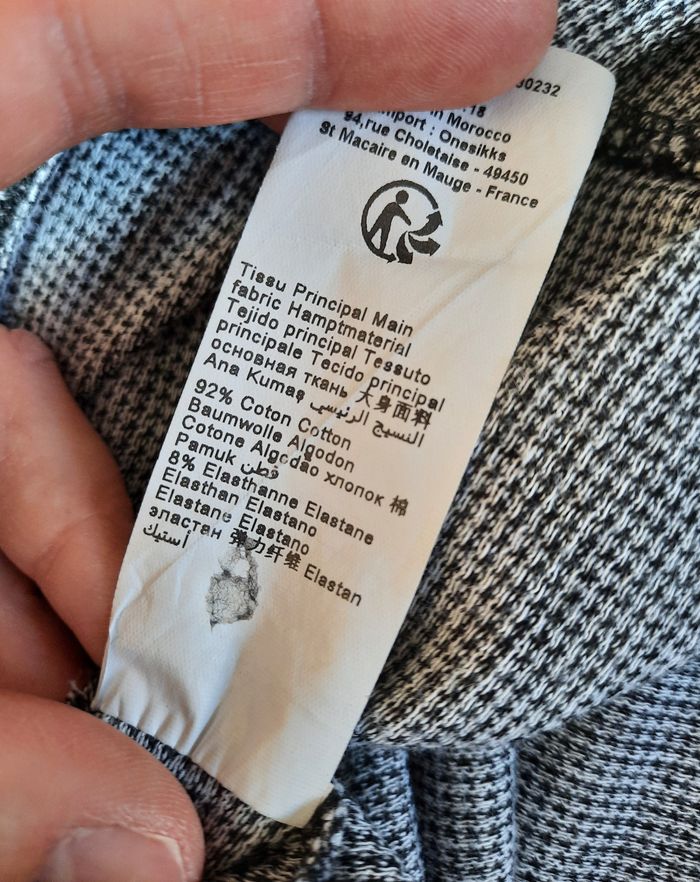 30232
18
in Morocco
Import : Onesikks
94,rue Choletaise - 49450
St Macaire en Mauge - France
Tissu Principal Main
fabric Hamptmaterial
Tejido principal Tessuto
principale Tecido principal
основная ткань 大身面料
Ana Kumaş النسيج الرئيسي
92% Coton Cotton
Baumwolle Algodon
Cotone Algodão хлопок 棉
Pamuk قطن
8% Elasthanne Elastane
Elasthan Elastano
Elastane Elastano
эластан 弹力纤维 Elastan
أستيك